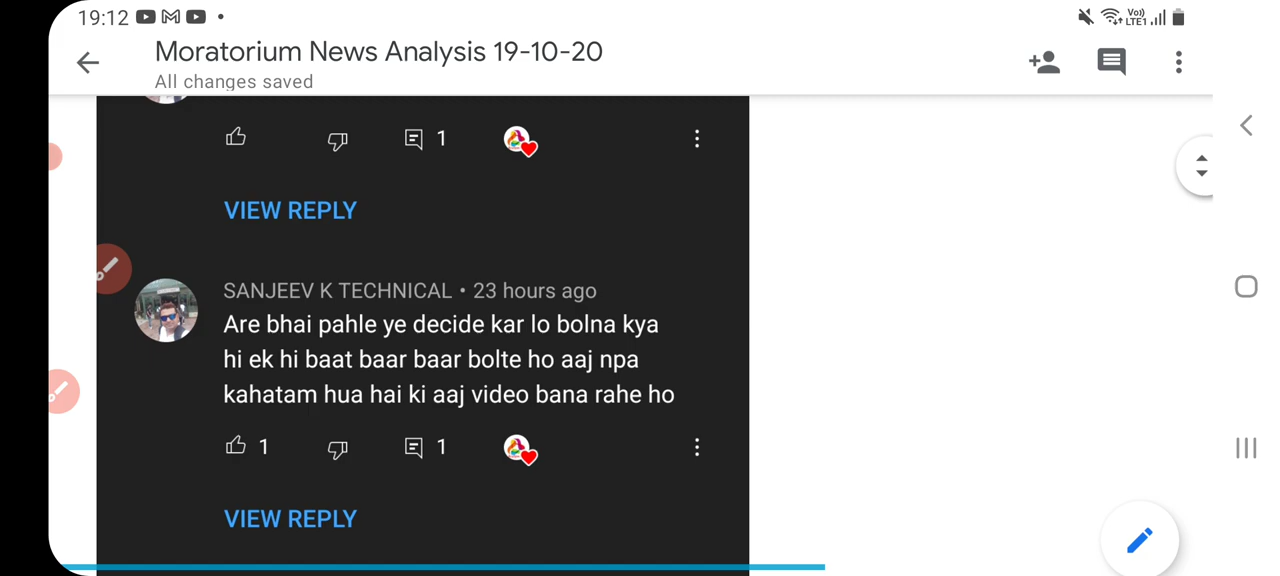 19:12
Vo)) LTE1
Moratorium News Analysis 19-10-20
All changes saved
1
VIEW REPLY
SANJEEV K TECHNICAL • 23 hours ago
Are bhai pahle ye decide kar lo bolna kya
hi ek hi baat baar baar bolte ho aaj npa
kahatam hua hai ki aaj video bana rahe ho
1 1
VIEW REPLY